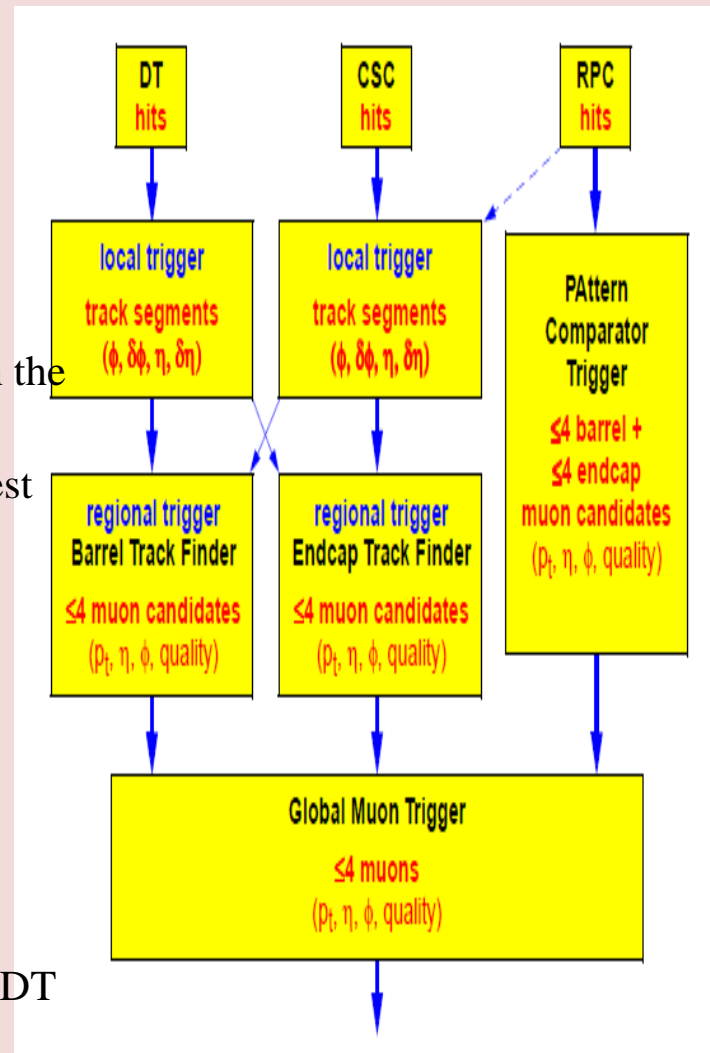 DT
hits
CSC
hits
RPC
hits
local trigger
track segments
(ϕ, δϕ, η, δη)
local trigger
track segments
(ϕ, δϕ, η, δη)
PAttern
Comparator
Trigger
≤4 barrel +
≤4 endcap
muon candidates
(pt, η, ϕ, quality)
the
est
regional trigger
Barrel Track Finder
≤4 muon candidates
(pt, η, ϕ, quality)
regional trigger
Endcap Track Finder
≤4 muon candidates
(pt, η, ϕ, quality)
Global Muon Trigger
≤4 muons
(pt, η, ϕ, quality)
DT